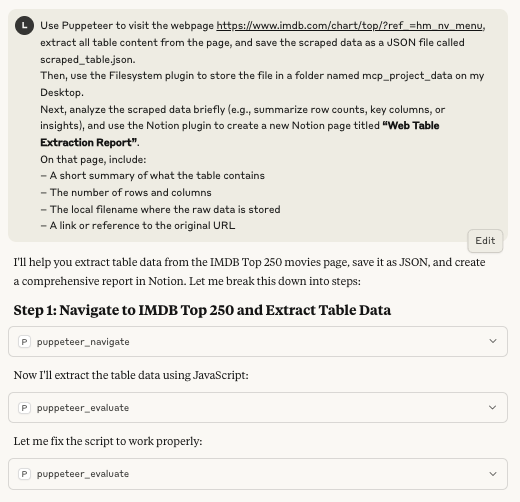 L
Use Puppeteer to visit the webpage https://www.imdb.com/chart/top/?ref_=hm_nv_menu,
extract all table content from the page, and save the scraped data as a JSON file called
scraped_table.json.
Then, use the Filesystem plugin to store the file in a folder named mcp_project_data on my
Desktop.
Next, analyze the scraped data briefly (e.g., summarize row counts, key columns, or
insights), and use the Notion plugin to create a new Notion page titled “Web Table
Extraction Report”.
On that page, include:
– A short summary of what the table contains
– The number of rows and columns
– The local filename where the raw data is stored
– A link or reference to the original URL
Edit
I'll help you extract table data from the IMDB Top 250 movies page, save it as JSON, and create
a comprehensive report in Notion. Let me break this down into steps:
Step 1: Navigate to IMDB Top 250 and Extract Table Data
P puppeteer_navigate
Now I'll extract the table data using JavaScript:
P puppeteer_evaluate
Let me fix the script to work properly:
P puppeteer_evaluate